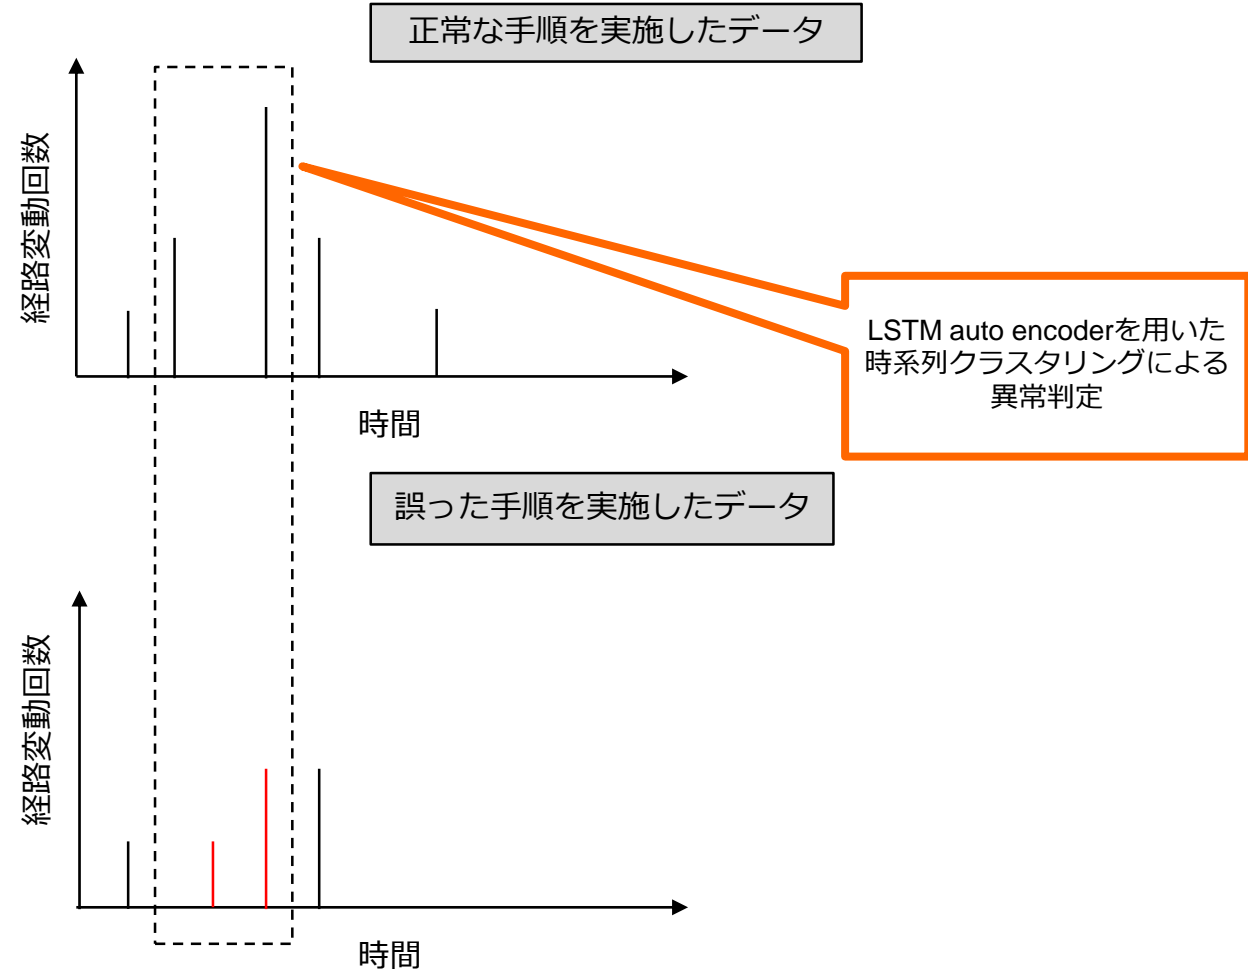 正常な手順を実施したデータ
経路変動回数
LSTM auto encoderを用いた
時系列クラスタリングによる
異常判定
時間
誤った手順を実施したデータ
経路変動回数
時間